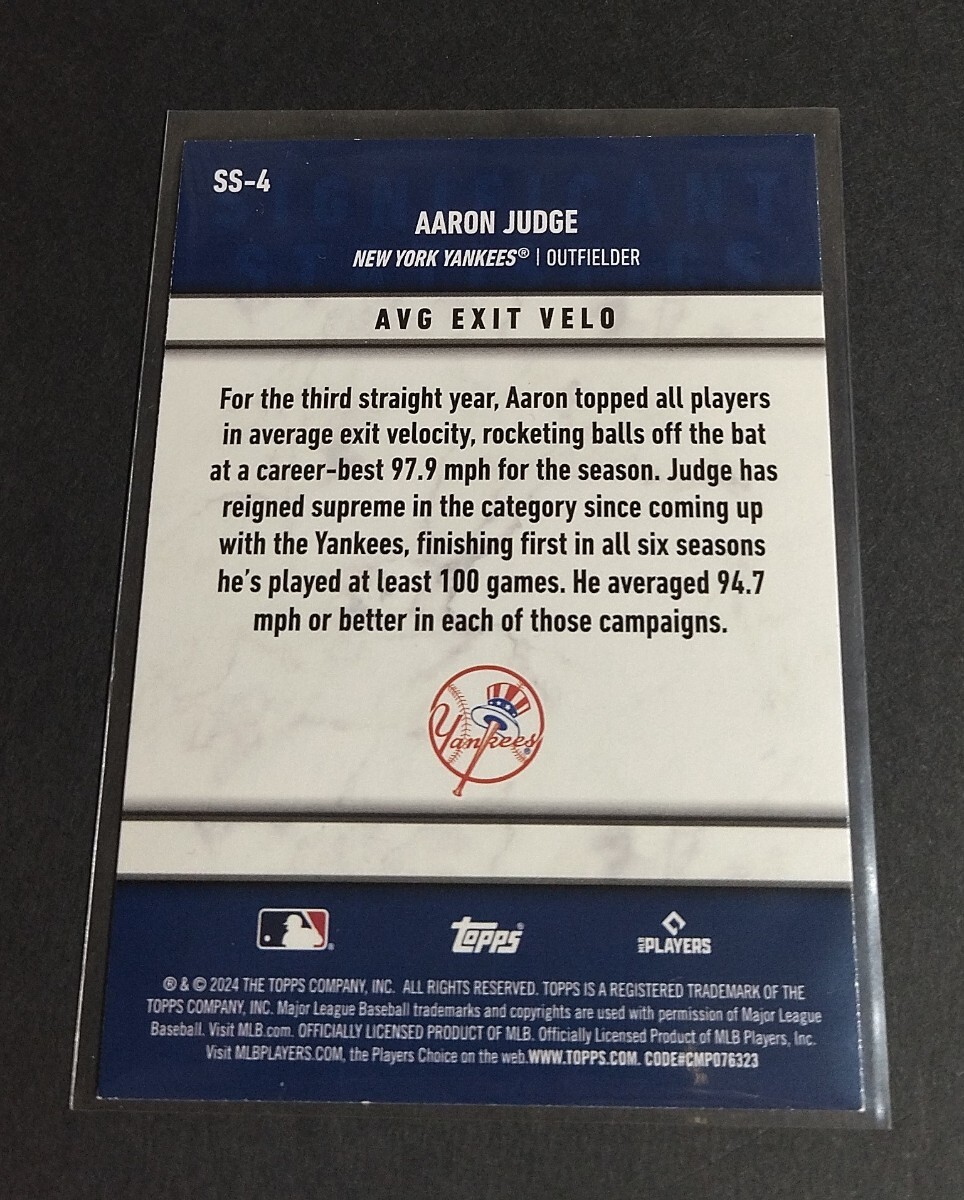 SS-4
SIGNIFICANT
STATISTICS
AARON JUDGE
NEW YORK YANKEES® | OUTFIELDER
AVG EXIT VELO
For the third straight year, Aaron topped all players
in average exit velocity, rocketing balls off the bat
at a career-best 97.9 mph for the season. Judge has
reigned supreme in the category since coming up
with the Yankees, finishing first in all six seasons
he's played at least 100 games. He averaged 94.7
mph or better in each of those campaigns.
Yankees®
topps®
MLB PLAYERS
® & © 2024 THE TOPPS COMPANY, INC. ALL RIGHTS RESERVED. TOPPS IS A REGISTERED TRADEMARK OF THE
TOPPS COMPANY, INC. Major League Baseball trademarks and copyrights are used with permission of Major League
Baseball. Visit MLB.com. OFFICIALLY LICENSED PRODUCT OF MLB. Officially Licensed Product of MLB Players, Inc.
Visit MLBPLAYERS.COM, the Players Choice on the web. WWW.TOPPS.COM. CODE#CMP076323